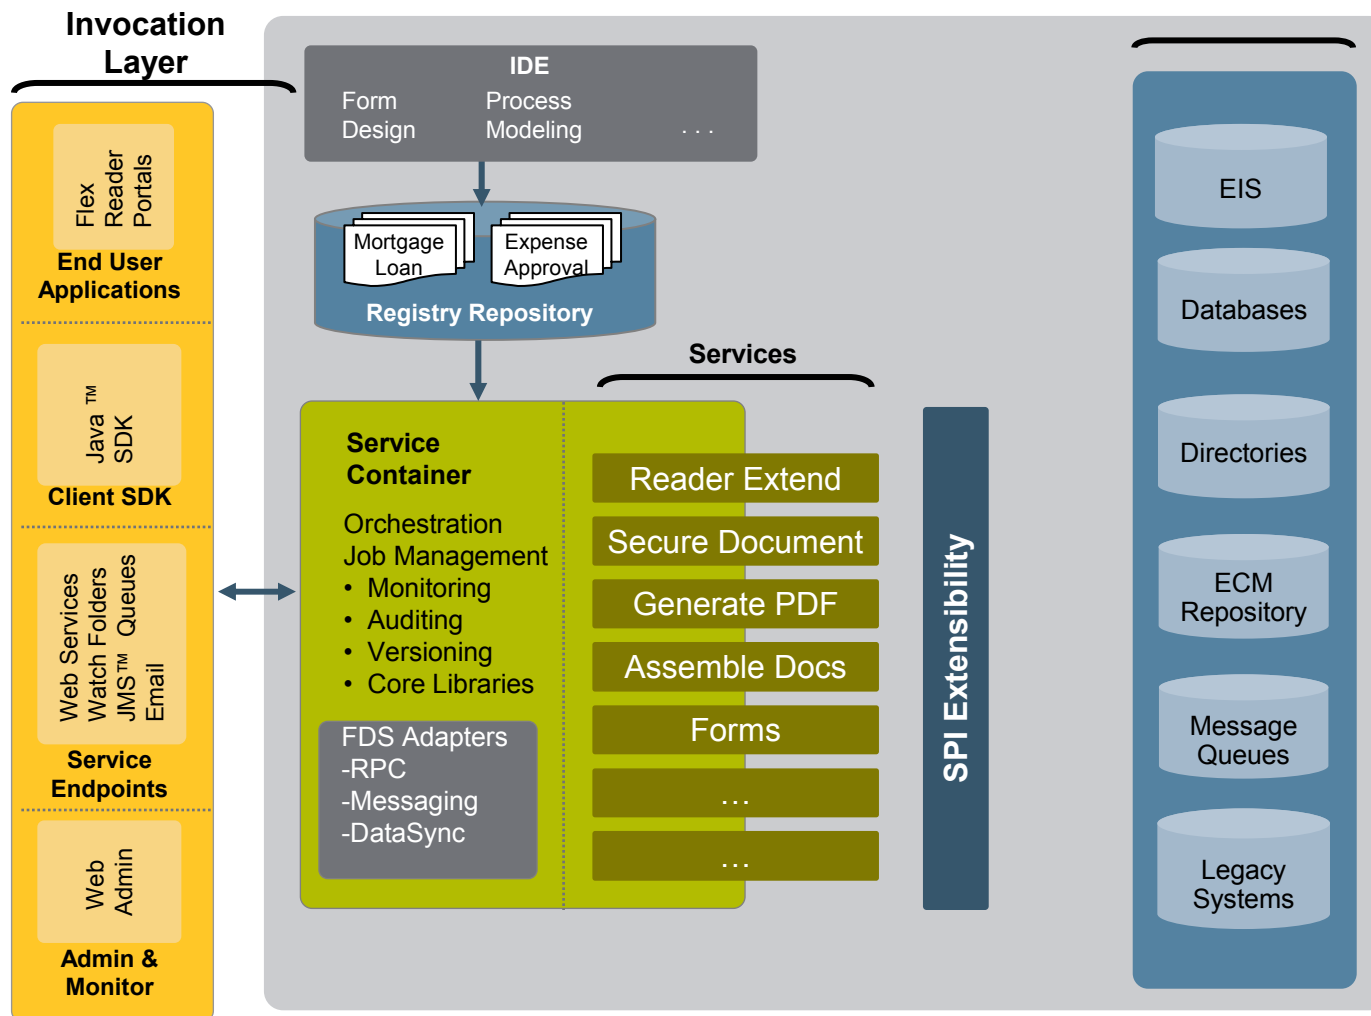 Invocation
Layer
Flex
Reader
Portals
End User
Applications
Java ™
SDK
Client SDK
Web Services
Watch Folders
JMS™ Queues
Email
Service
Endpoints
Web
Admin
Admin &
Monitor
IDE
Form
Design
Process
Modeling
. . .
Mortgage
Loan
Expense
Approval
Registry Repository
Services
Service
Container
Orchestration
Job Management
• Monitoring
• Auditing
• Versioning
• Core Libraries
FDS Adapters
-RPC
-Messaging
-DataSync
Reader Extend
Secure Document
Generate PDF
Assemble Docs
Forms
...
...
SPI Extensibility
EIS
Databases
Directories
ECM
Repository
Message
Queues
Legacy
Systems